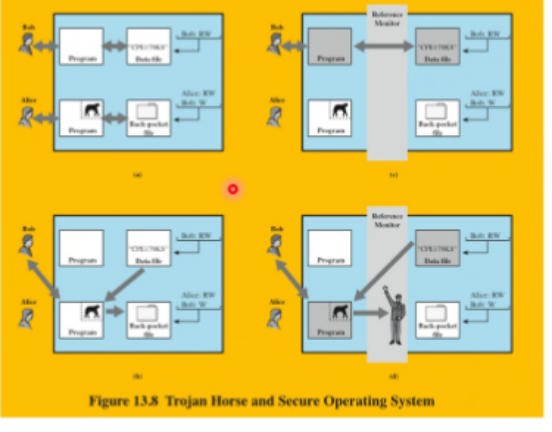 Bob
Bob: RW
"CPE170KS"
Program
Data file
Alice
Alice: RW
Bob: W
Program
Back-pocket
file
(a)
Reference
Monitor
Bob
Bob: RW
"CPE170KS"
Program
Data file
Alice
Alice: RW
Bob: W
Program
Back-pocket
file
(c)
Bob
Bob: RW
"CPE170KS"
Program
Data file
Alice
Alice: RW
Bob: W
Program
Back-pocket
file
(b)
Reference
Monitor
Bob
Bob: RW
"CPE170KS"
Program
Data file
Alice
Alice: RW
Bob: W
Program
Back-pocket
file
(d)
Figure 13.8 Trojan Horse and Secure Operating System